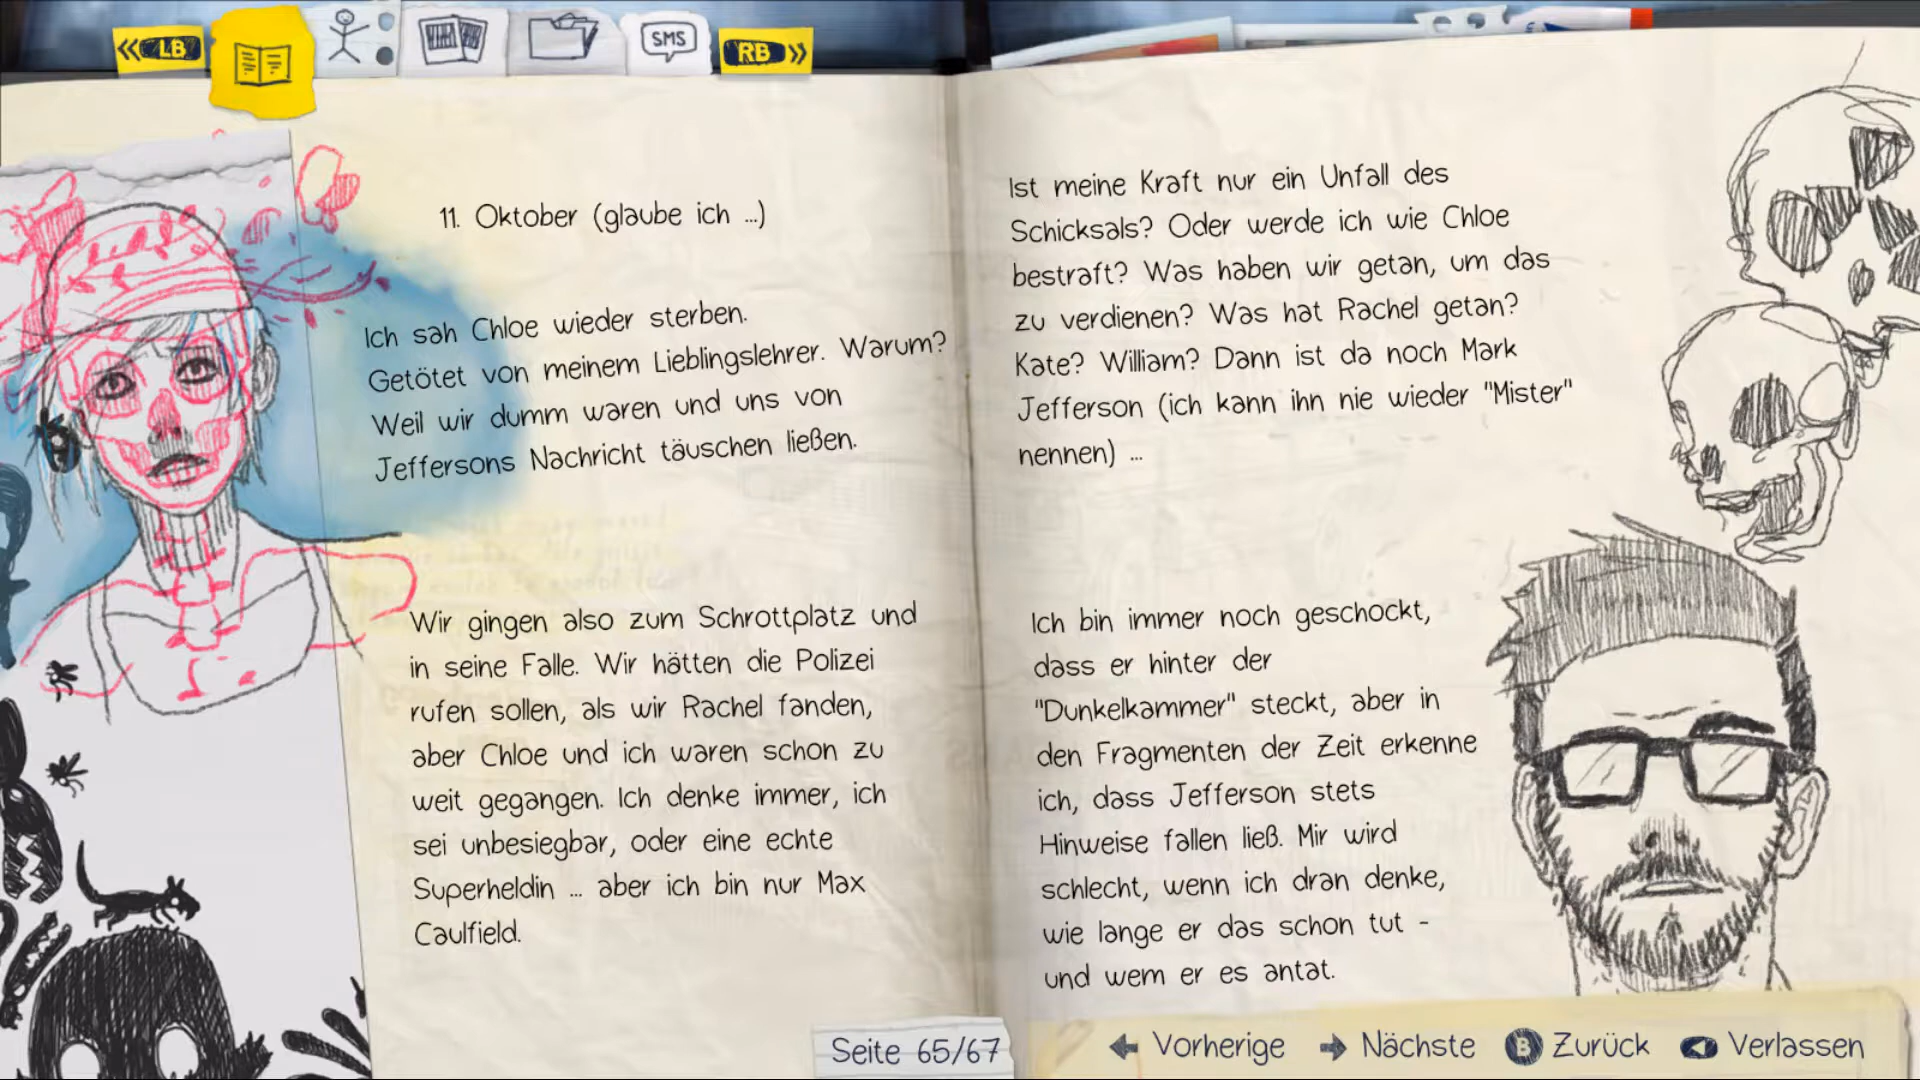 LB
SMS
RB
11. Oktober (glaube ich ...)
Ich sah Chloe wieder sterben.
Getötet von meinem Lieblingslehrer. Warum?
Weil wir dumm waren und uns von
Jeffersons Nachricht täuschen ließen.
Wir gingen also zum Schrottplatz und
in seine Falle. Wir hätten die Polizei
rufen sollen, als wir Rachel fanden,
aber Chloe und ich waren schon zu
weit gegangen. Ich denke immer, ich
sei unbesiegbar, oder eine echte
Superheldin ... aber ich bin nur Max
Caulfield.
Ist meine Kraft nur ein Unfall des
Schicksals? Oder werde ich wie Chloe
bestraft? Was haben wir getan, um das
zu verdienen? Was hat Rachel getan?
Kate? William? Dann ist da noch Mark
Jefferson (ich kann ihn nie wieder "Mister"
nennen) ...
Ich bin immer noch geschockt,
dass er hinter der
"Dunkelkammer" steckt, aber in
den Fragmenten der Zeit erkenne
ich, dass Jefferson stets
Hinweise fallen ließ. Mir wird
schlecht, wenn ich dran denke,
wie lange er das schon tut -
und wem er es antat.
Seite 65/67
Vorherige
Nächste
B Zurück
Verlassen